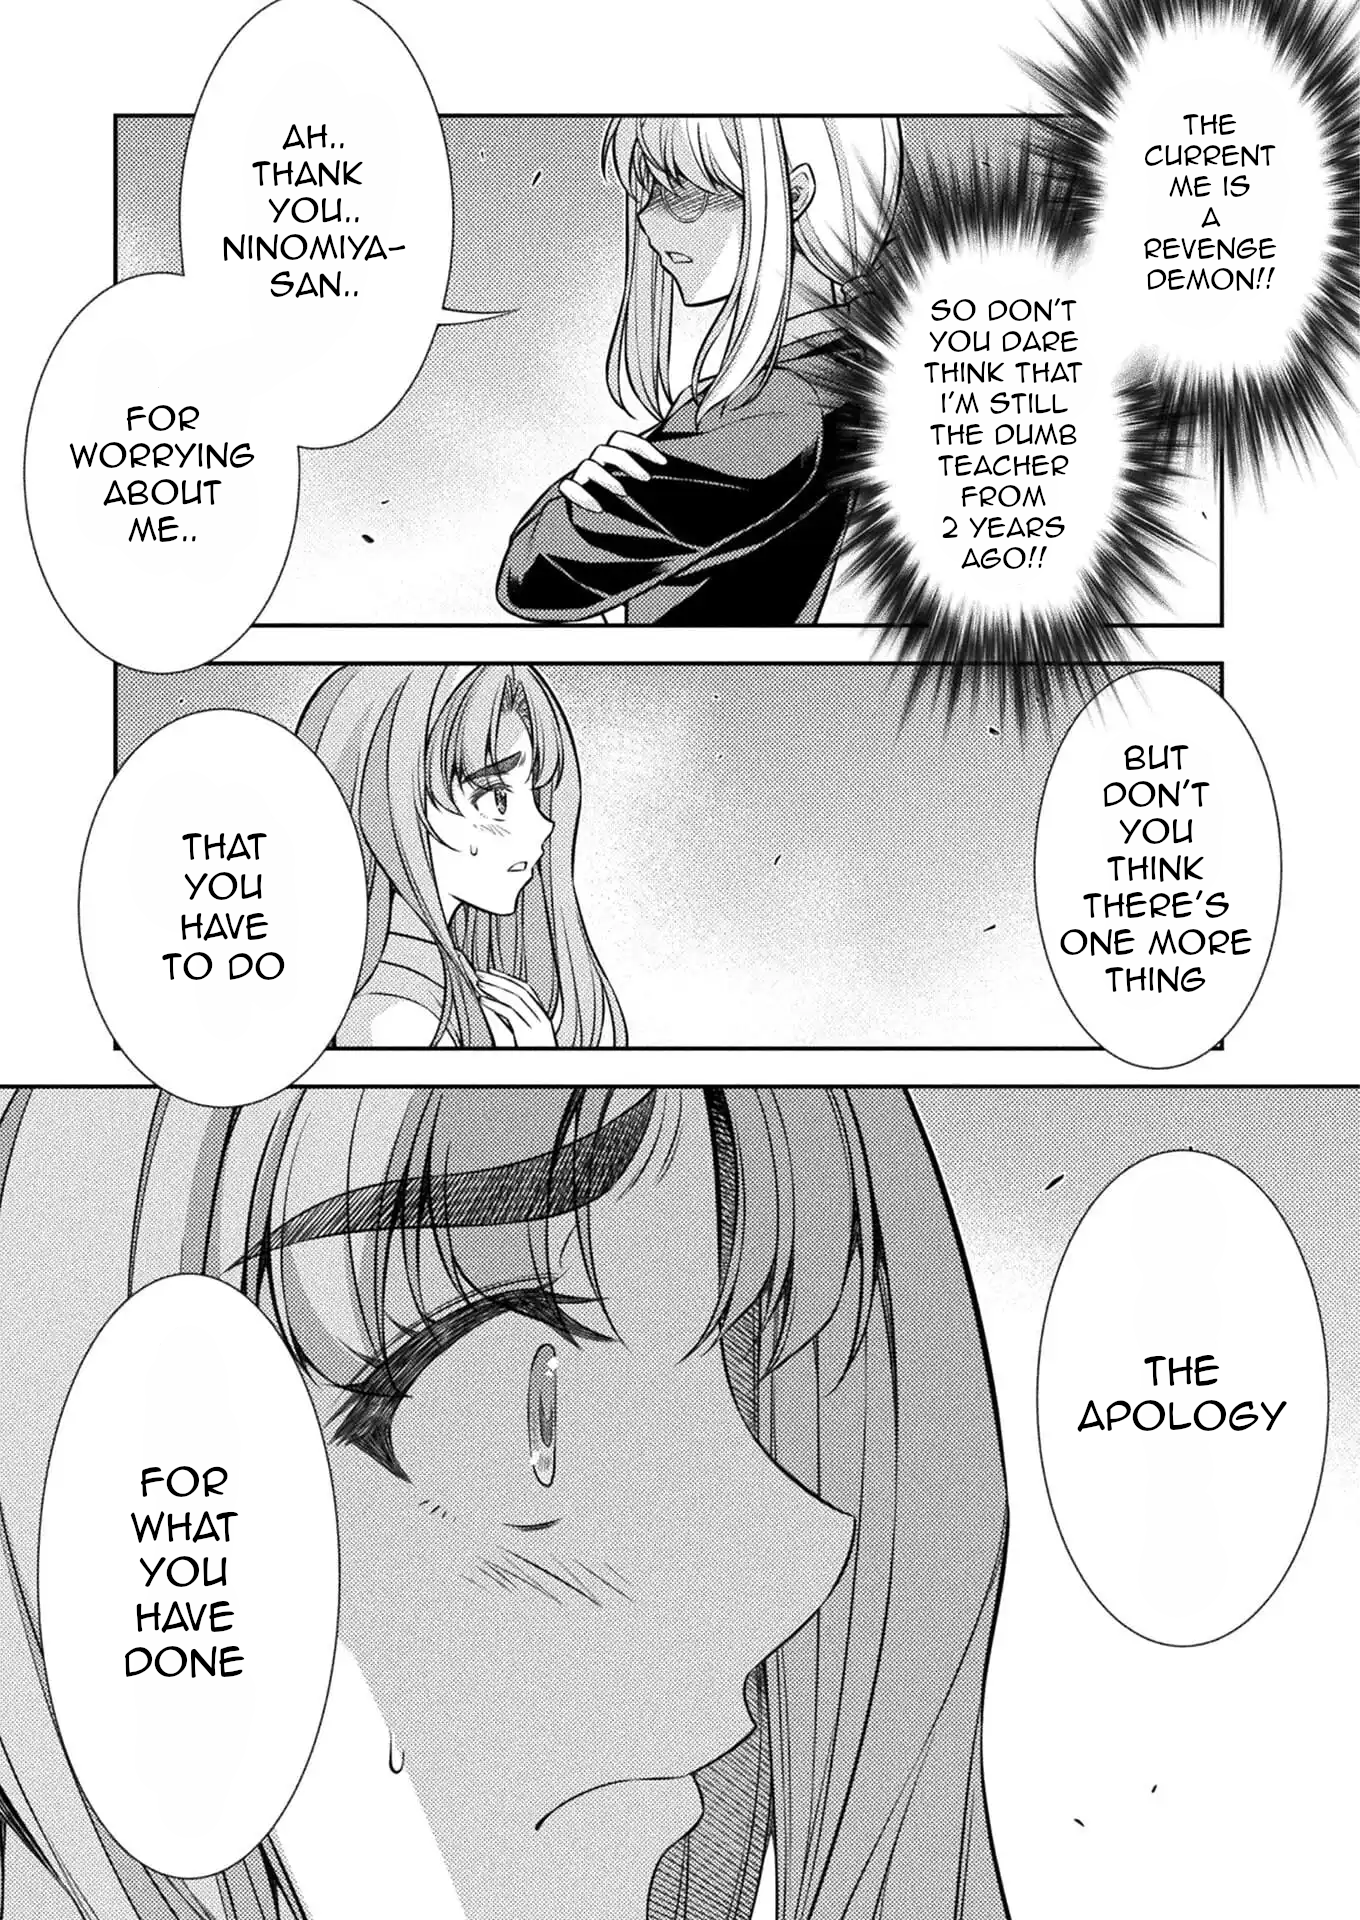 THE
CURRENT
ME IS
A
REVENGE
DEMON!!
SO DON'T
YOU DARE
THINK THAT
I'M STILL
THE DUMB
TEACHER
FROM
2 YEARS
AGO!!
AH..
THANK
YOU..
NINOMIYA-
SAN..
FOR
WORRYING
ABOUT
ME..
BUT
DON'T
YOU
THINK
THERE'S
ONE MORE
THING
THAT
YOU
HAVE
TO DO
THE
APOLOGY
FOR
WHAT
YOU
HAVE
DONE